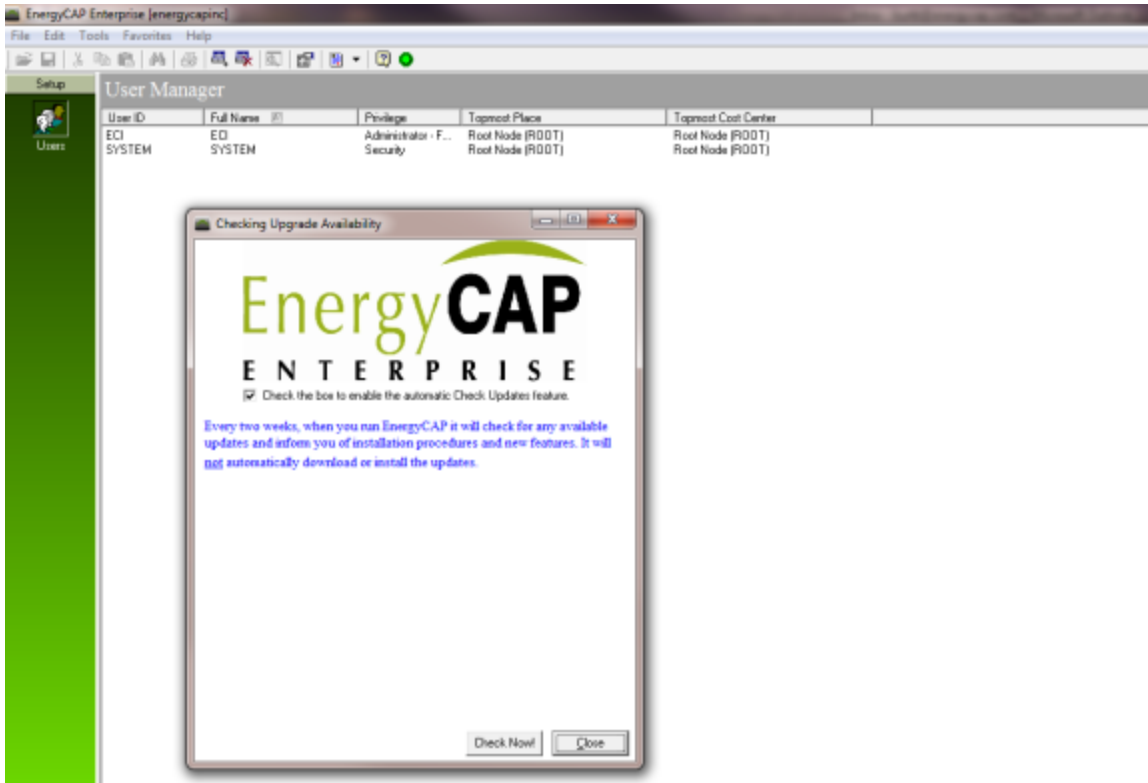 EnergyCAP Enterprise [energycapinc]
File Edit Tools Favorites Help
Setup
User Manager
Users
User ID Full Name Privilege Topmost Place Topmost Cost Center
ECI ECI Administrator - F... Root Node (ROOT) Root Node (ROOT)
SYSTEM SYSTEM Security Root Node (ROOT) Root Node (ROOT)
Checking Upgrade Availability
EnergyCAP
ENTERPRISE
Check the box to enable the automatic Check Updates feature.
Every two weeks, when you run EnergyCAP it will check for any available
updates and inform you of installation procedures and new features. It will
not automatically download or install the updates.
Check Now! Close